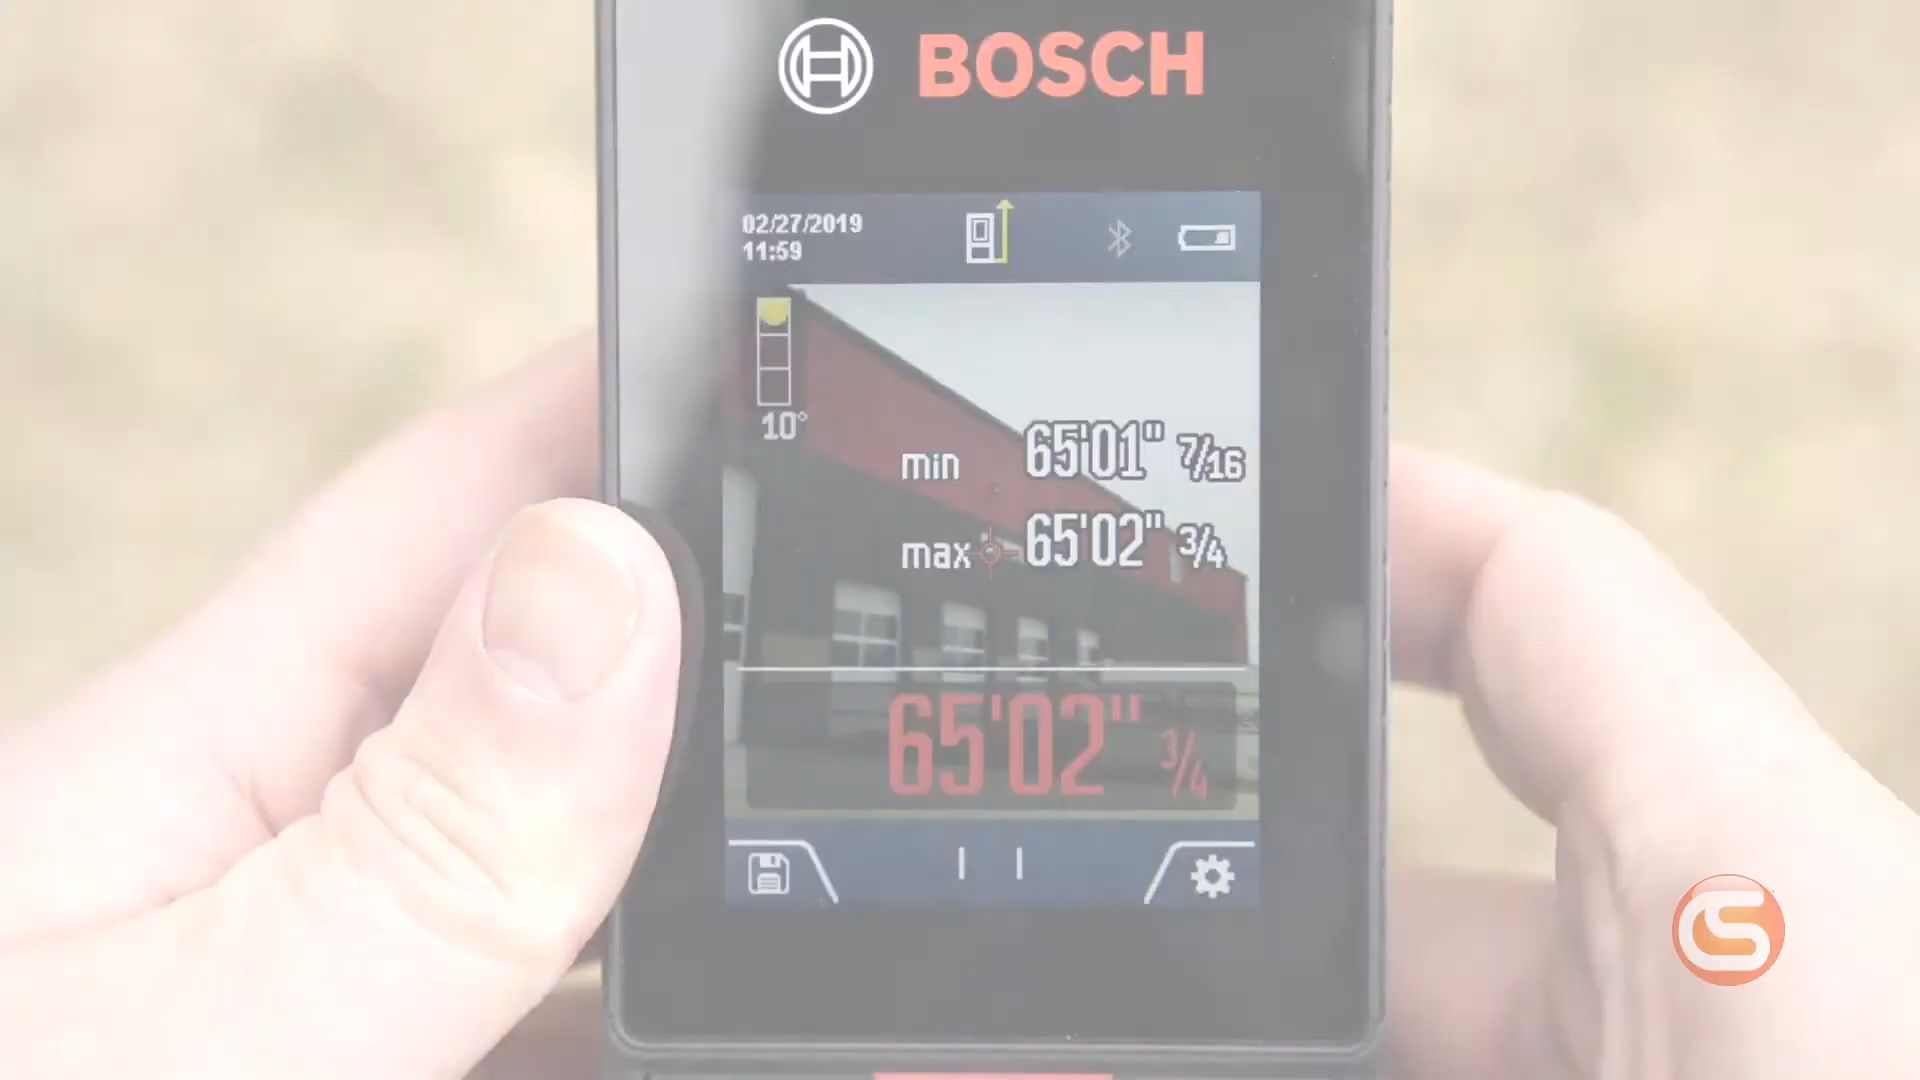 BOSCH
02/27/2019
11:59
10°
min 65'01" 7/16
max 65'02" 3/4
65'02" 3/4